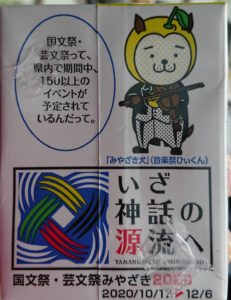 国文祭・
芸文祭って、
県内で期間中、
150以上の
イベントが
予定されて
いるんだって。
「みやざき犬」(音楽祭ひぃくん)
いざ
神話の
源流へ
国文祭・芸文祭みやざき2020
2020/10/17 12/6